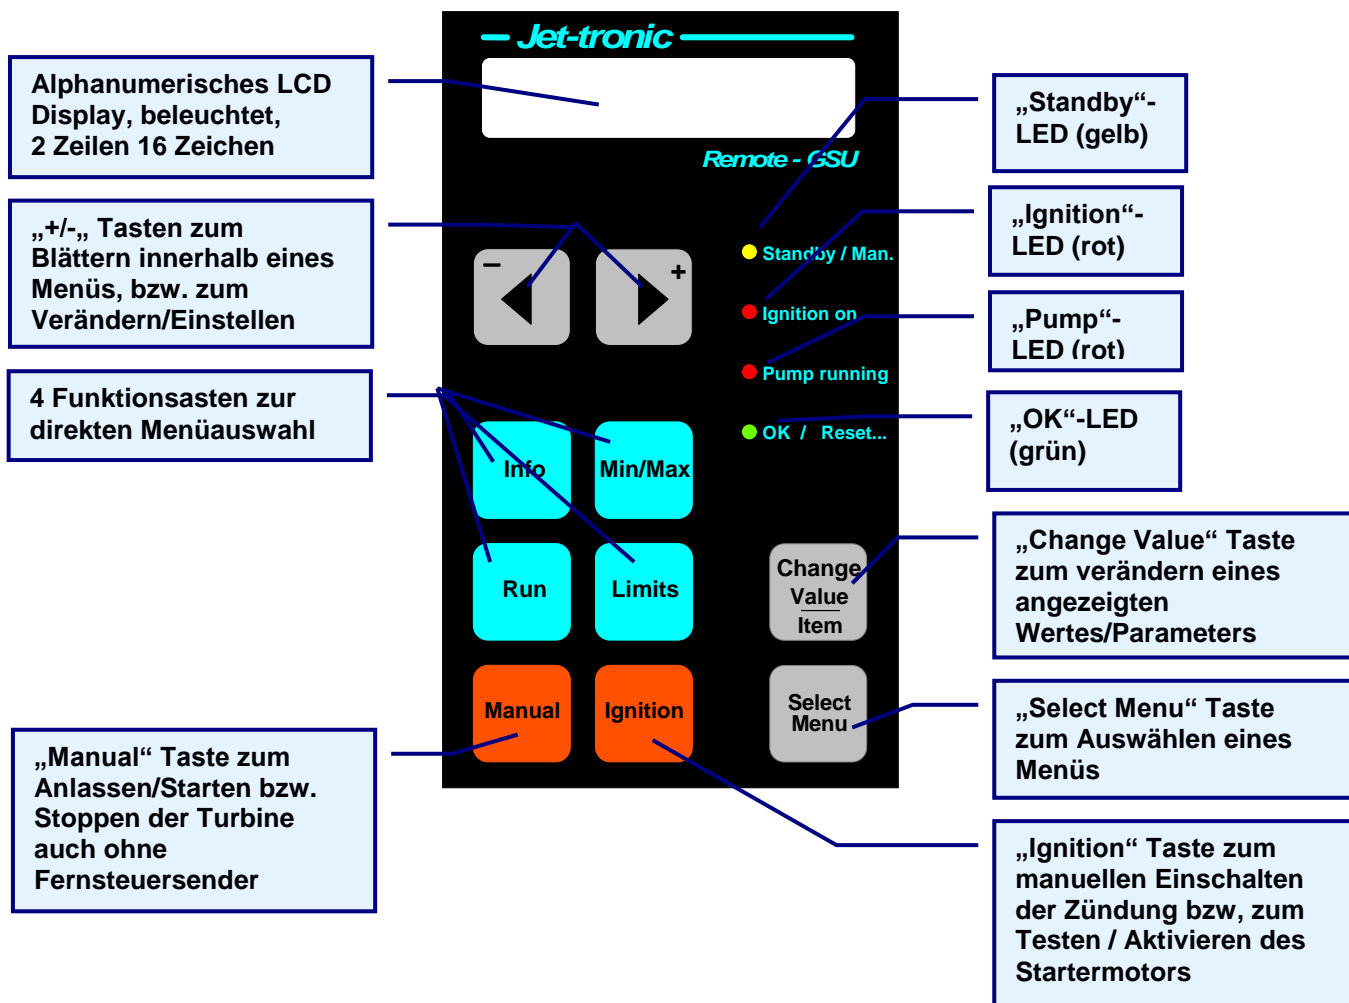 Jet-tronic
Remote - GSU
Alphanumerisches LCD
Display, beleuchtet,
2 Zeilen 16 Zeichen
„+/-„ Tasten zum
Blättern innerhalb eines
Menüs, bzw. zum
Verändern/Einstellen
4 Funktionsasten zur
direkten Menüauswahl
„Manual“ Taste zum
Anlassen/Starten bzw.
Stoppen der Turbine
auch ohne
Fernsteuersender
−
+
Standby / Man.
Ignition on
Pump running
OK / Reset...
Info
Min/Max
Run
Limits
Change
Value
Item
Manual
Ignition
Select
Menu
„Standby“-
LED (gelb)
„Ignition“-
LED (rot)
„Pump“-
LED (rot)
„OK“-LED
(grün)
„Change Value“ Taste
zum verändern eines
angezeigten
Wertes/Parameters
„Select Menu“ Taste
zum Auswählen eines
Menüs
„Ignition“ Taste zum
manuellen Einschalten
der Zündung bzw, zum
Testen / Aktivieren des
Startermotors